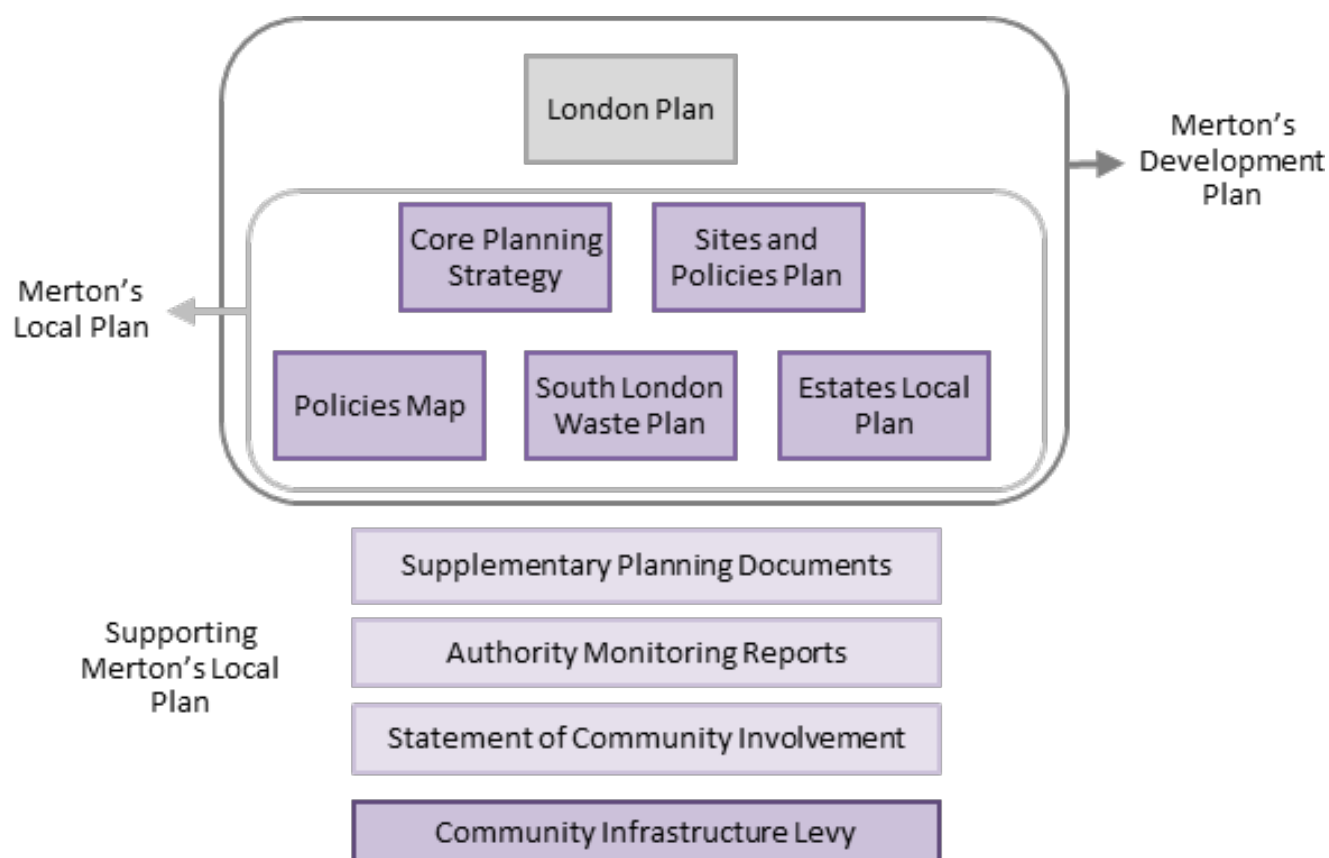 London Plan
Merton's
Development
Plan
Core Planning
Strategy
Sites and
Policies Plan
Merton's
Local Plan
Policies Map
South London
Waste Plan
Estates Local
Plan
Supplementary Planning Documents
Supporting
Merton's Local
Plan
Authority Monitoring Reports
Statement of Community Involvement
Community Infrastructure Levy